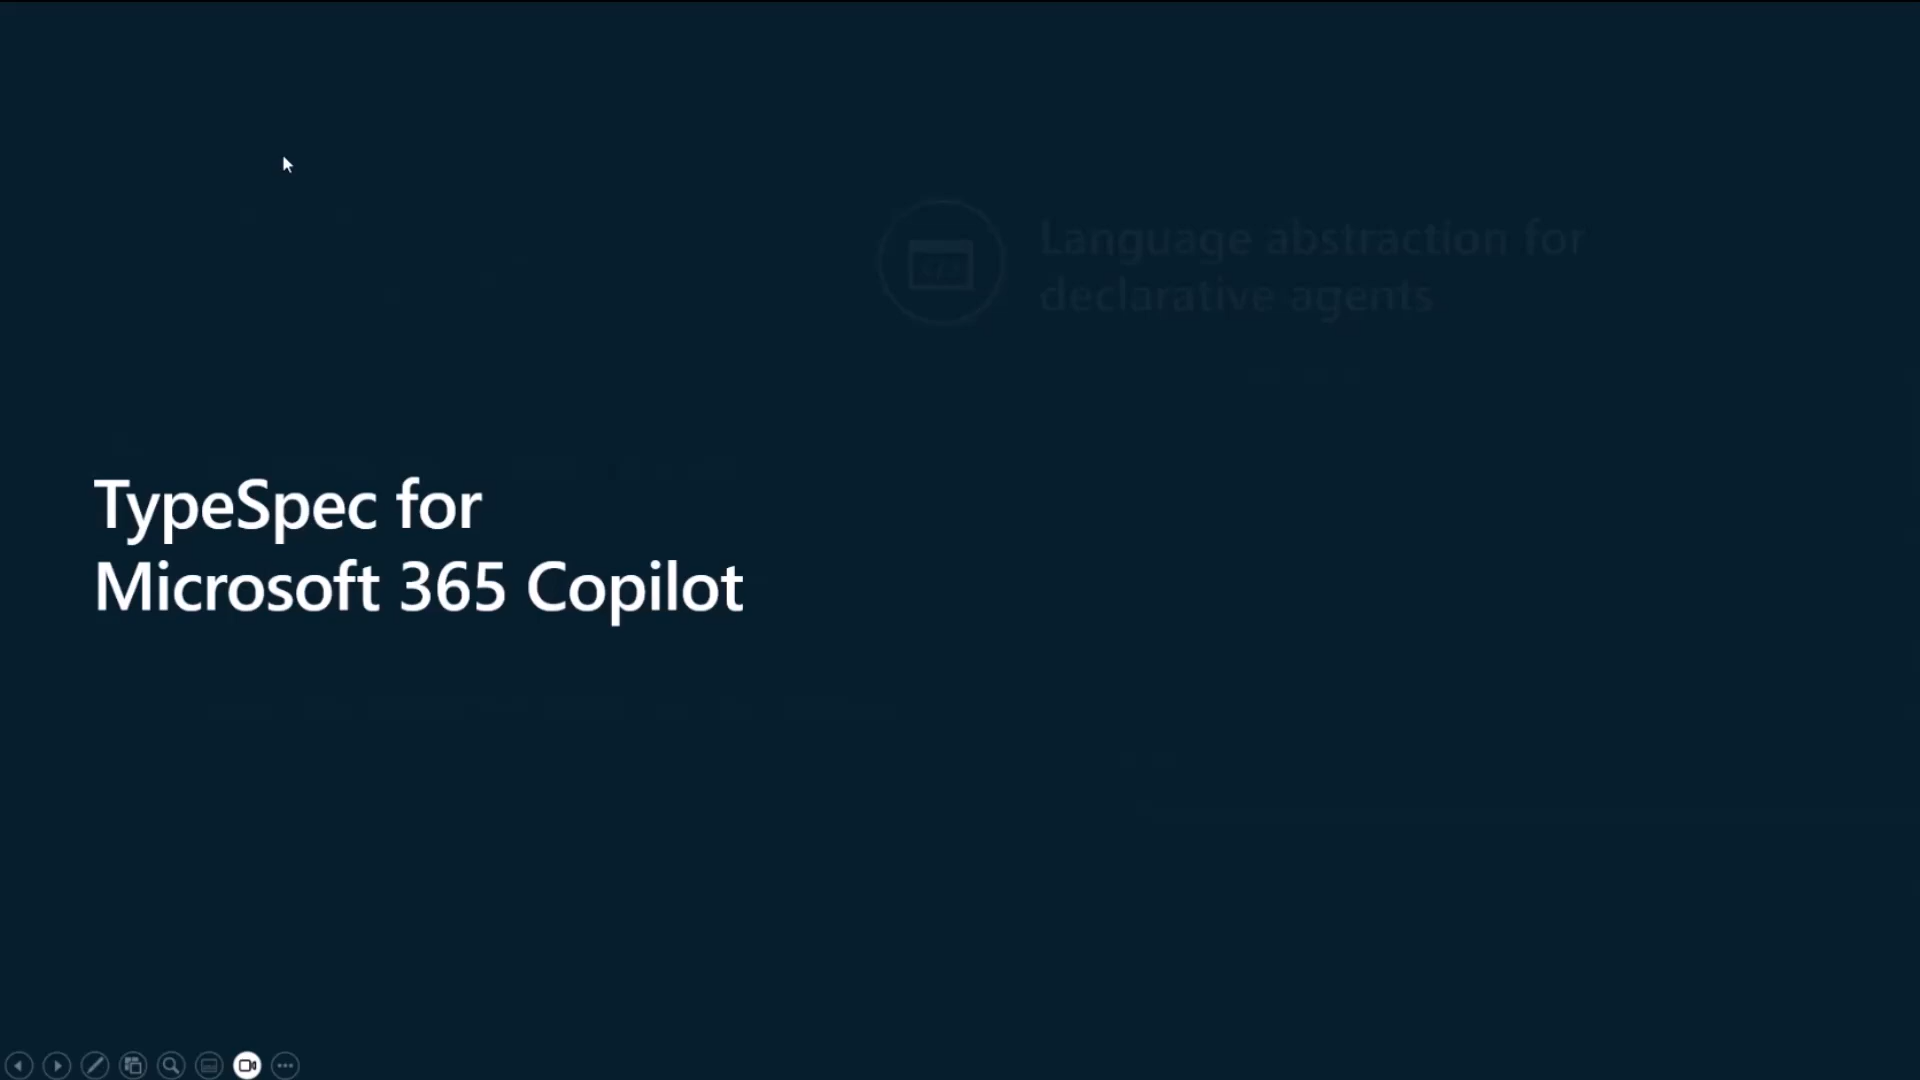 TypeSpec for
Microsoft 365 Copilot
Language abstraction for
declarative agents